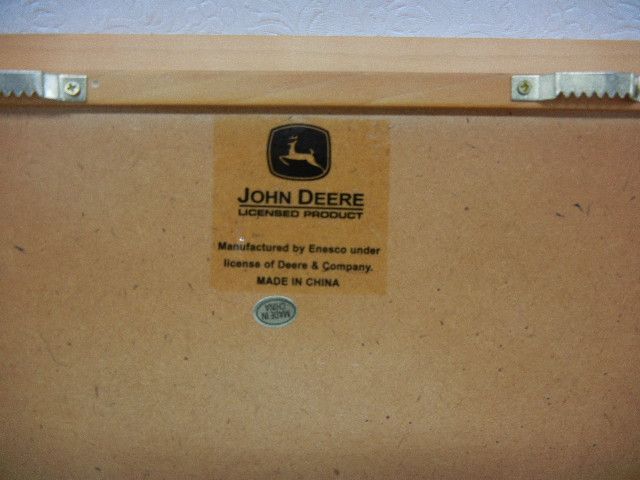 JOHN DEERE
LICENSED PRODUCT
Manufactured by Enesco under
license of Deere & Company.
MADE IN CHINA
MADE IN
CHINA